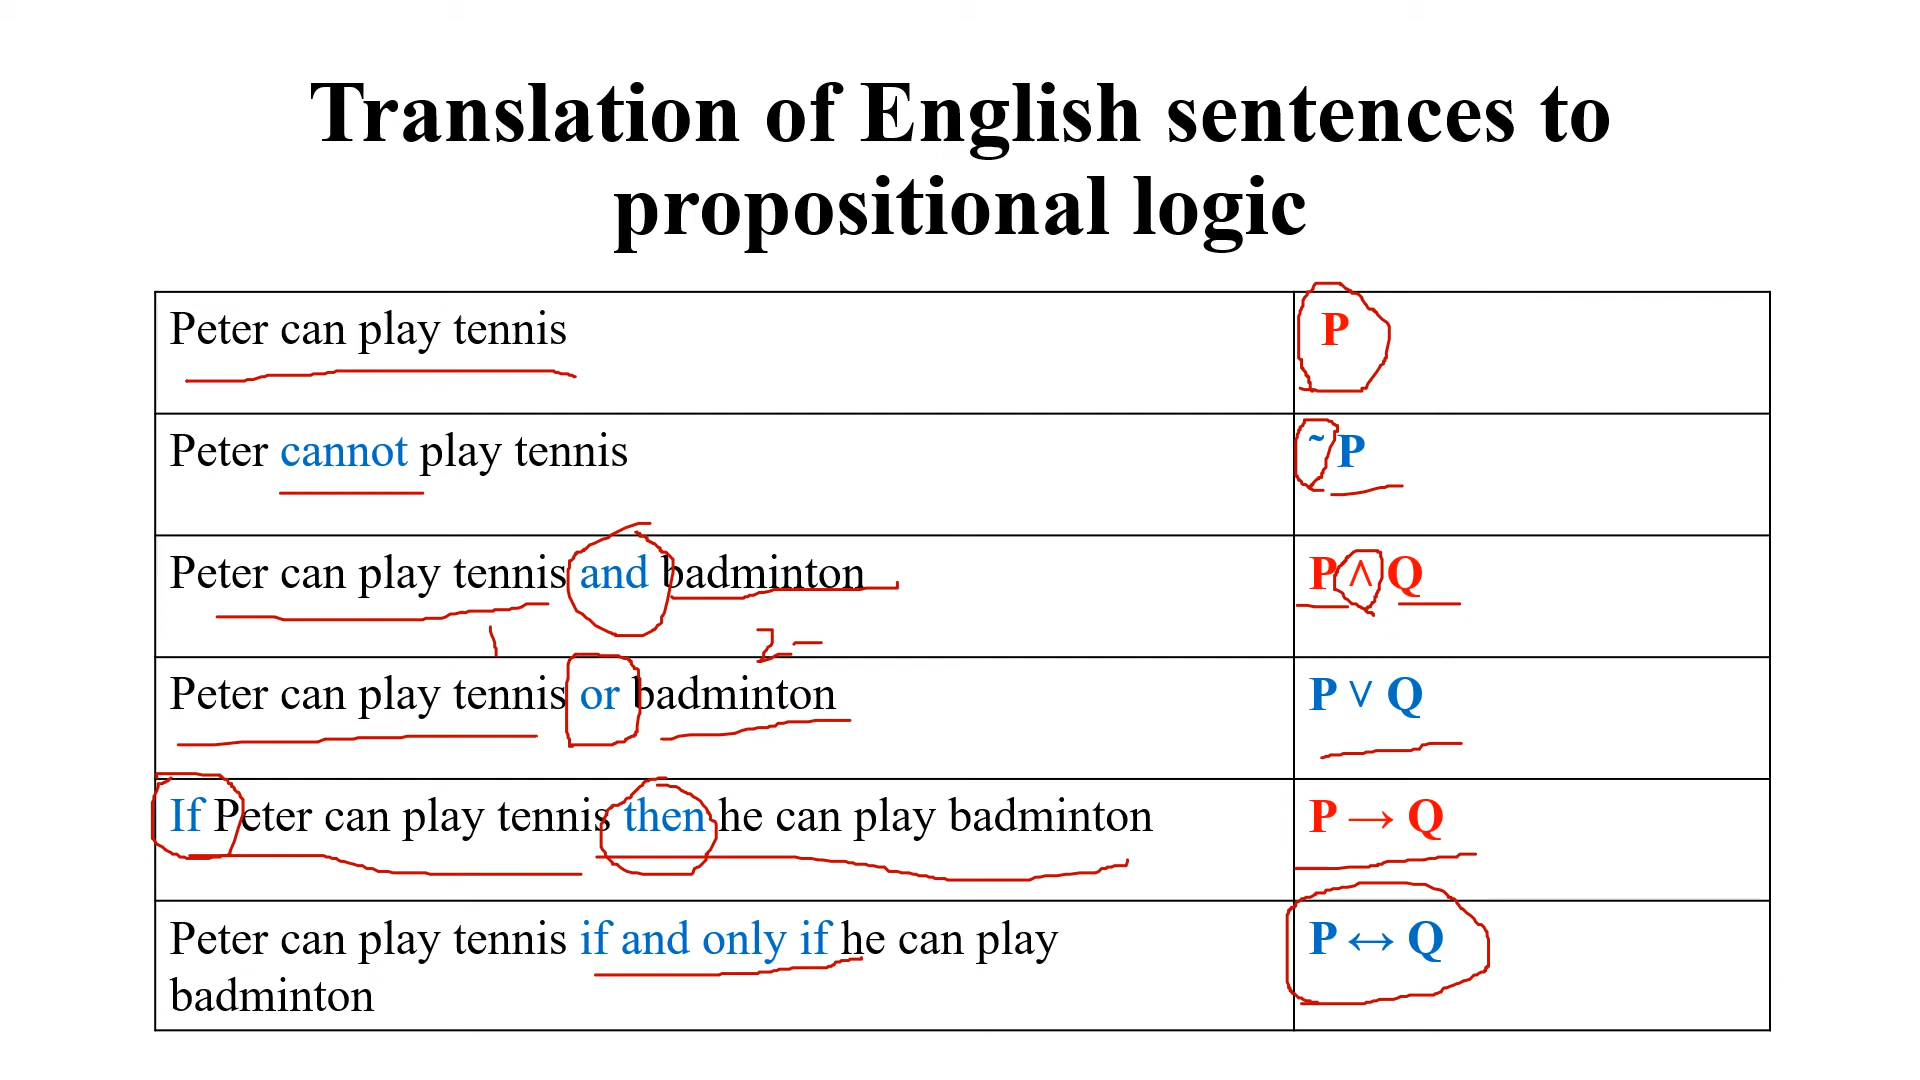 Translation of English sentences to
propositional logic
Peter can play tennis
P
Peter cannot play tennis
~P
Peter can play tennis and badminton
P ∧ Q
1
2
Peter can play tennis or badminton
P ∨ Q
If Peter can play tennis then he can play badminton
P → Q
Peter can play tennis if and only if he can play
badminton
P ↔ Q